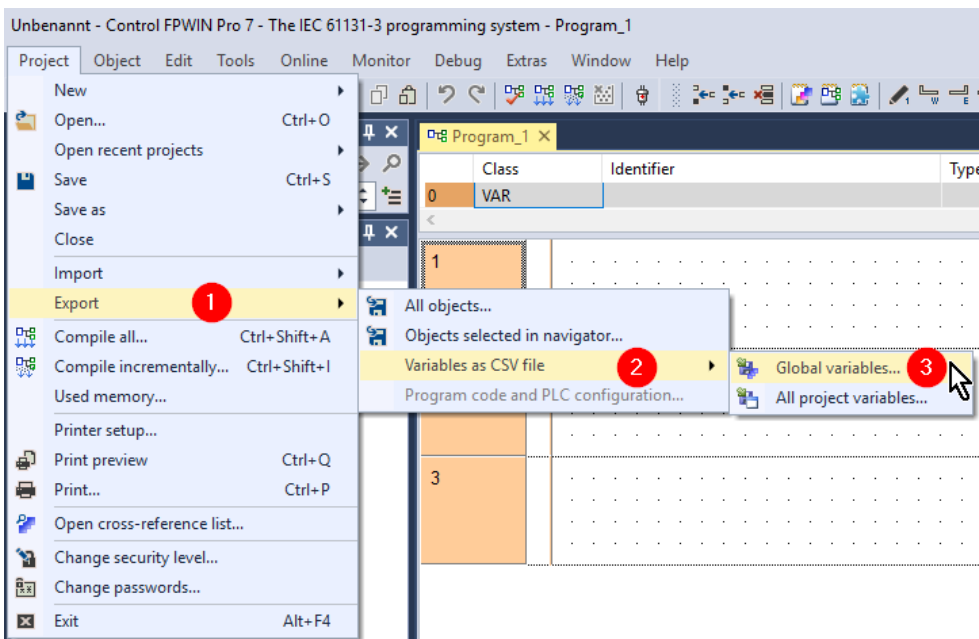 Unbenannt - Control FPWIN Pro 7 - The IEC 61131-3 programming system - Program_1
Project Object Edit Tools Online Monitor Debug Extras Window Help
New
Open... Ctrl+O
Open recent projects
Save Ctrl+S
Save as
Close
Import
Export 1
Compile all... Ctrl+Shift+A
Compile incrementally... Ctrl+Shift+I
Used memory...
Printer setup...
Print preview Ctrl+Q
Print... Ctrl+P
Open cross-reference list...
Change security level...
Change passwords...
Exit Alt+F4
All objects...
Objects selected in navigator...
Variables as CSV file 2
Program code and PLC configuration...
Global variables... 3
All project variables...
Program_1
Class Identifier Type
0 VAR
1
3